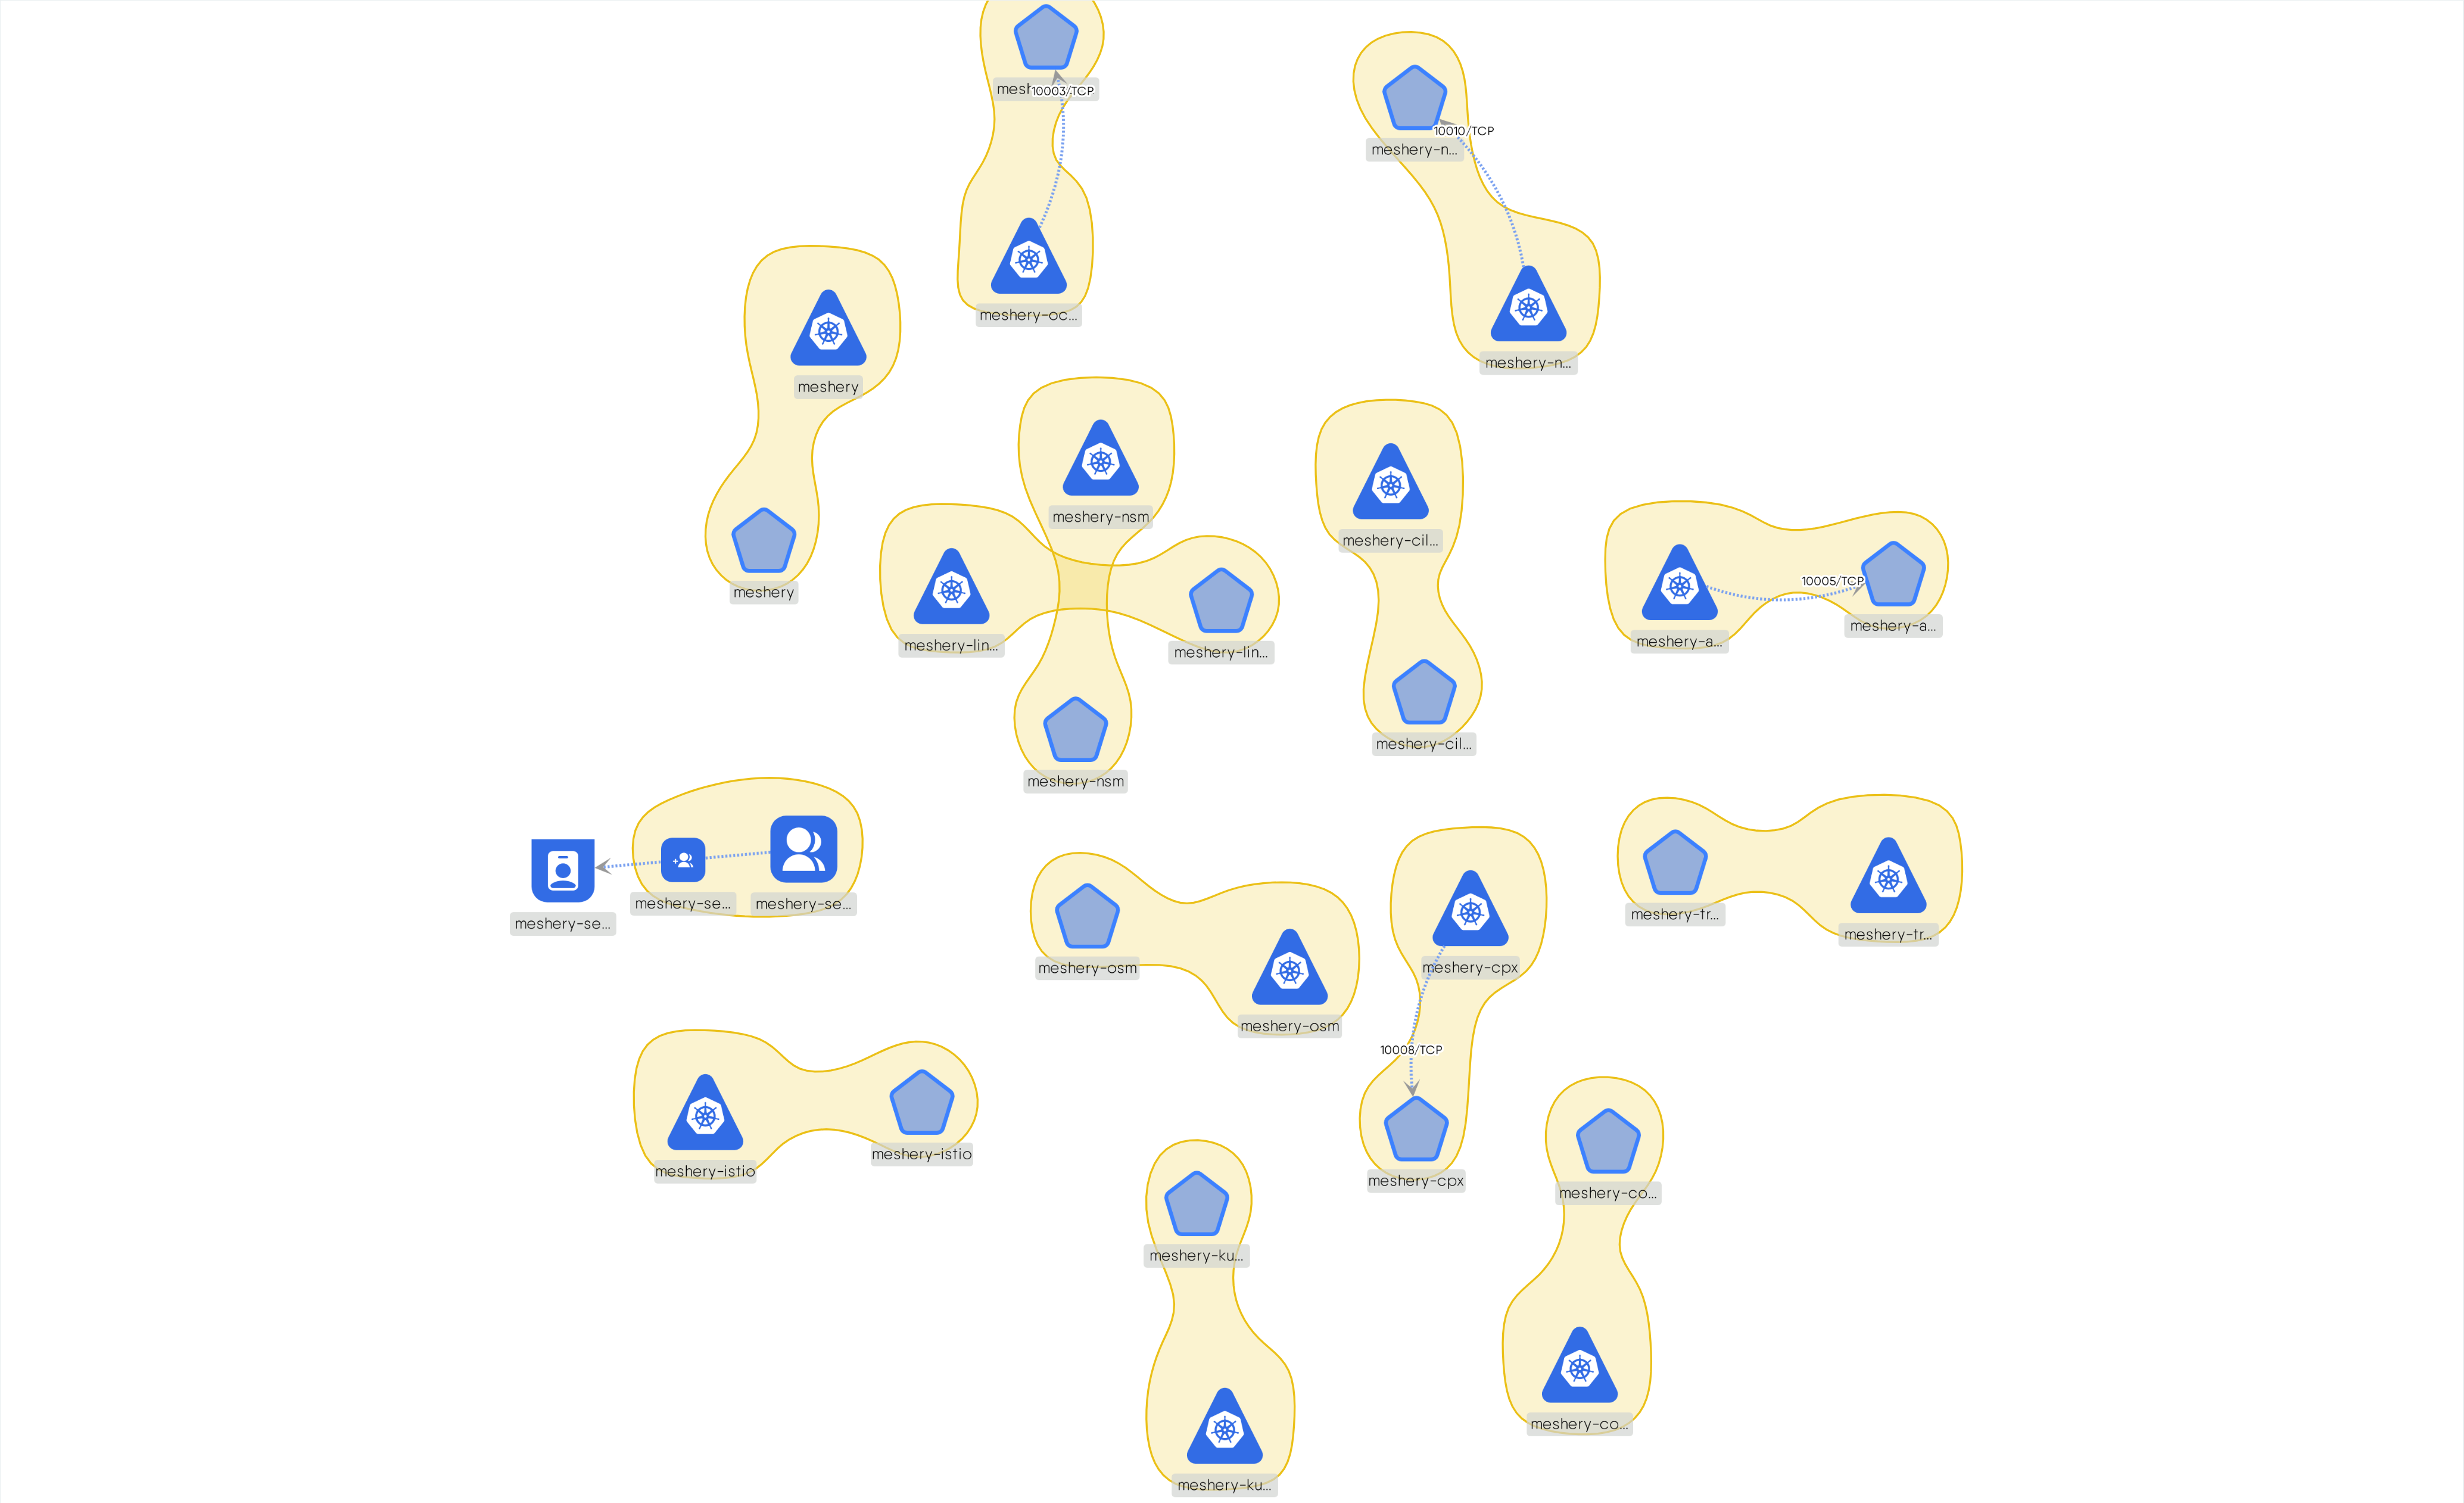 10003/TCP
10010/TCP
meshery-n...
meshery-oc...
meshery-n...
meshery
meshery-nsm
meshery-cil...
meshery
meshery-lin...
meshery-lin...
10005/TCP
meshery-a...
meshery-a...
meshery-cil...
meshery-nsm
meshery-se...
meshery-se...
meshery-se...
meshery-tr...
meshery-tr...
meshery-osm
meshery-cpx
meshery-osm
10008/TCP
meshery-istio
meshery-istio
meshery-cpx
meshery-co...
meshery-ku...
meshery-co...
meshery-ku...